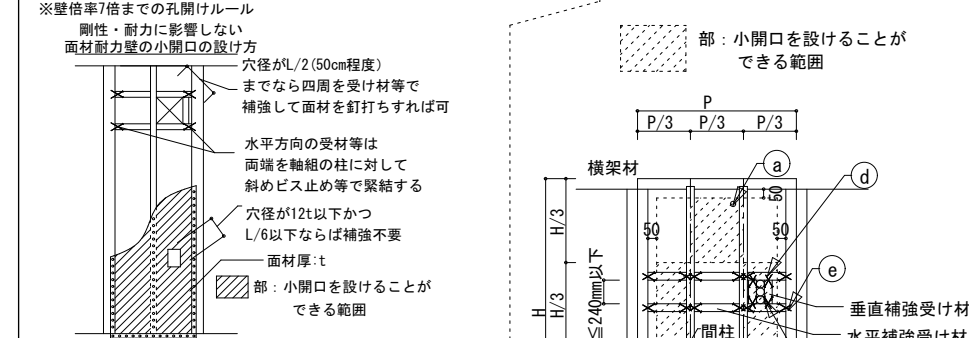 ※壁倍率7倍までの孔開けルール
剛性・耐力に影響しない
面材耐力壁の小開口の設け方
穴径がL/2(50cm程度)
までなら四周を受け材等で
補強して面材を釘打ちすれば可
水平方向の受材等は
両端を軸組の柱に対して
斜めビス止め等で緊結する
穴径が12t以下かつ
L/6以下ならば補強不要
面材厚:t
部：小開口を設けることが
できる範囲
部：小開口を設けることが
できる範囲
P
P/3 P/3 P/3
横架材
a
d
50
50
50
H/3
H/3
H
≦240mm以下
e
垂直補強受け材
間柱
水平補強受け材